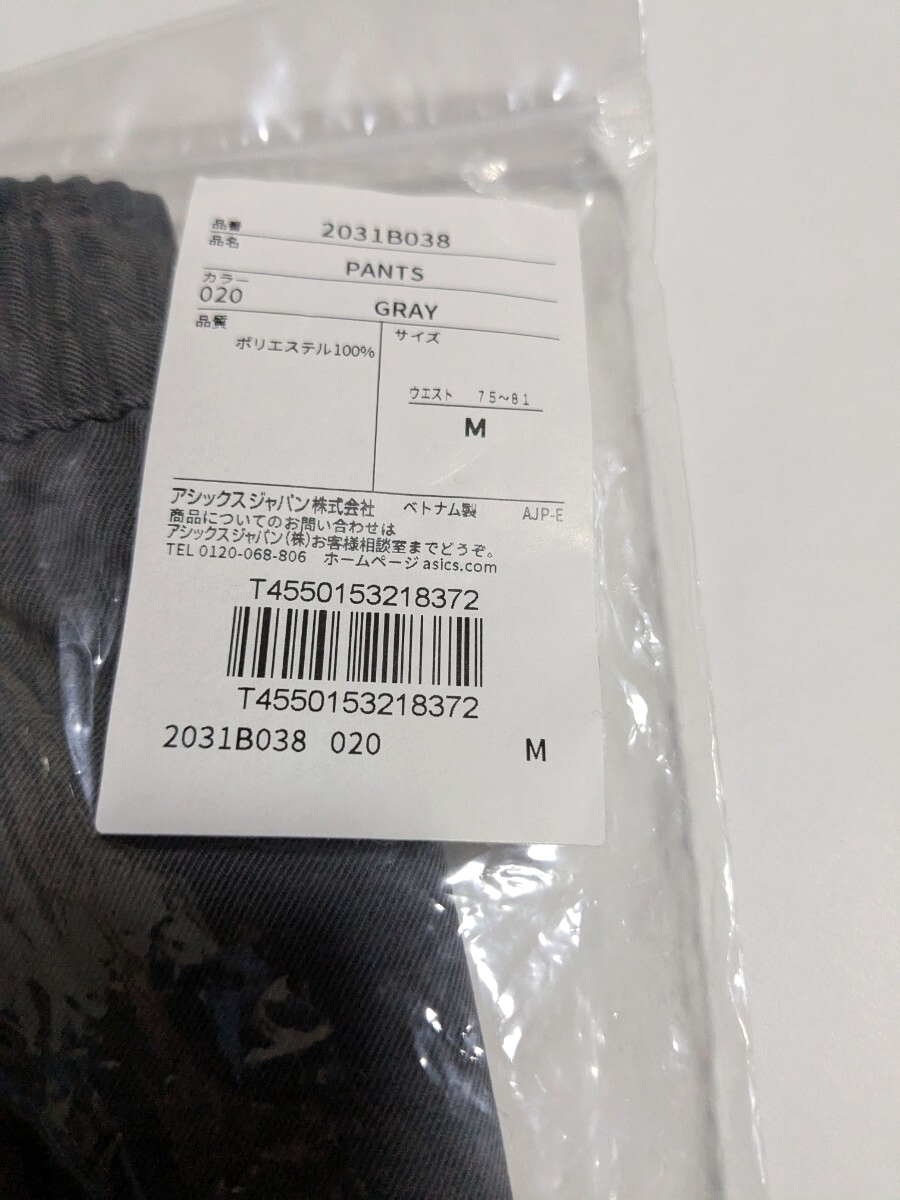 品番 2031B038
品名
PANTS
カラー
020 GRAY
品質 サイズ
ポリエステル100%
ウエスト 75~81
M
アシックスジャパン株式会社 ベトナム製 AJP-E
商品についてのお問い合わせは
アシックスジャパン(株)お客様相談室までどうぞ。
TEL 0120-068-806 ホームページ asics.com
T4550153218372
T4550153218372
2031B038 020 M